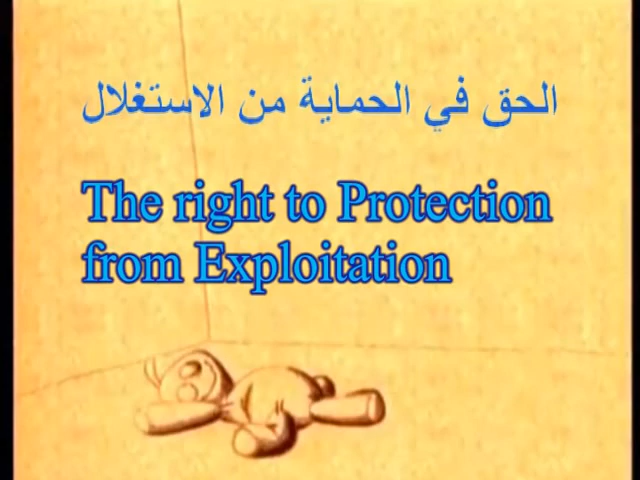 الحق في الحماية من الاستغلال
The right to Protection
from Exploitation